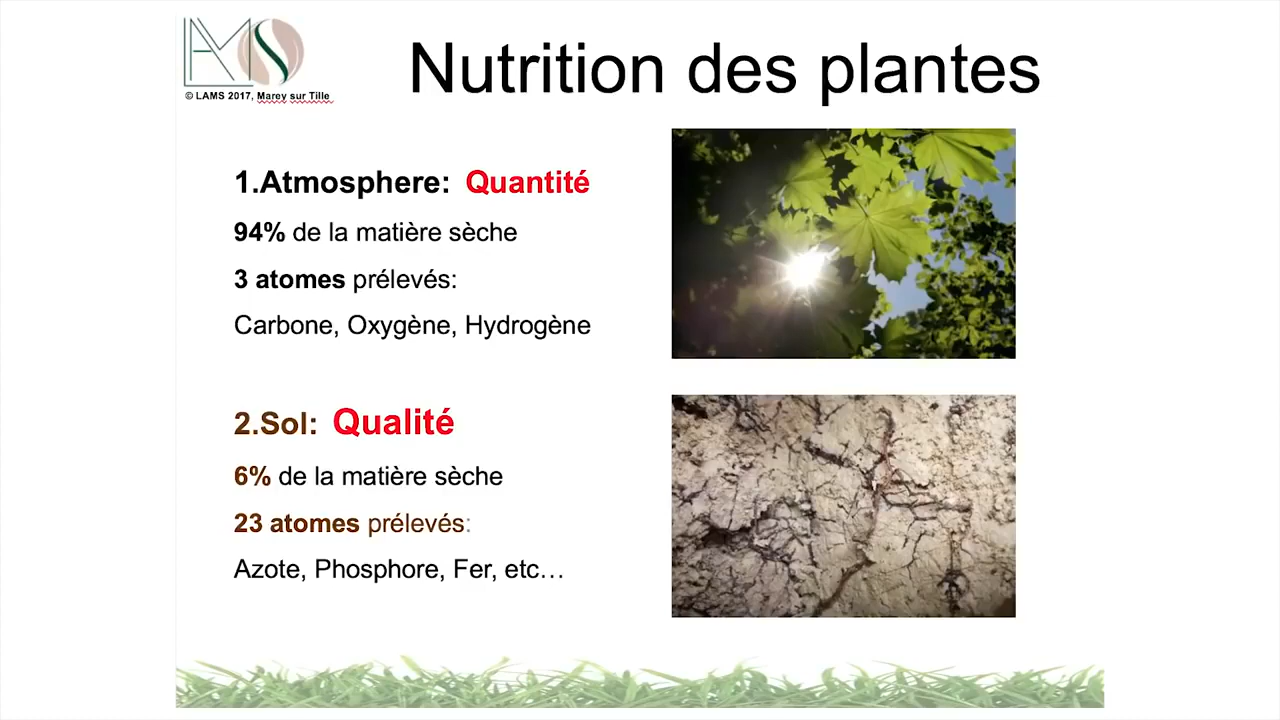 LAMS
© LAMS 2017, Marey sur Tille
Nutrition des plantes
1.Atmosphere: Quantité
94% de la matière sèche
3 atomes prélevés:
Carbone, Oxygène, Hydrogène
2.Sol: Qualité
6% de la matière sèche
23 atomes prélevés:
Azote, Phosphore, Fer, etc…